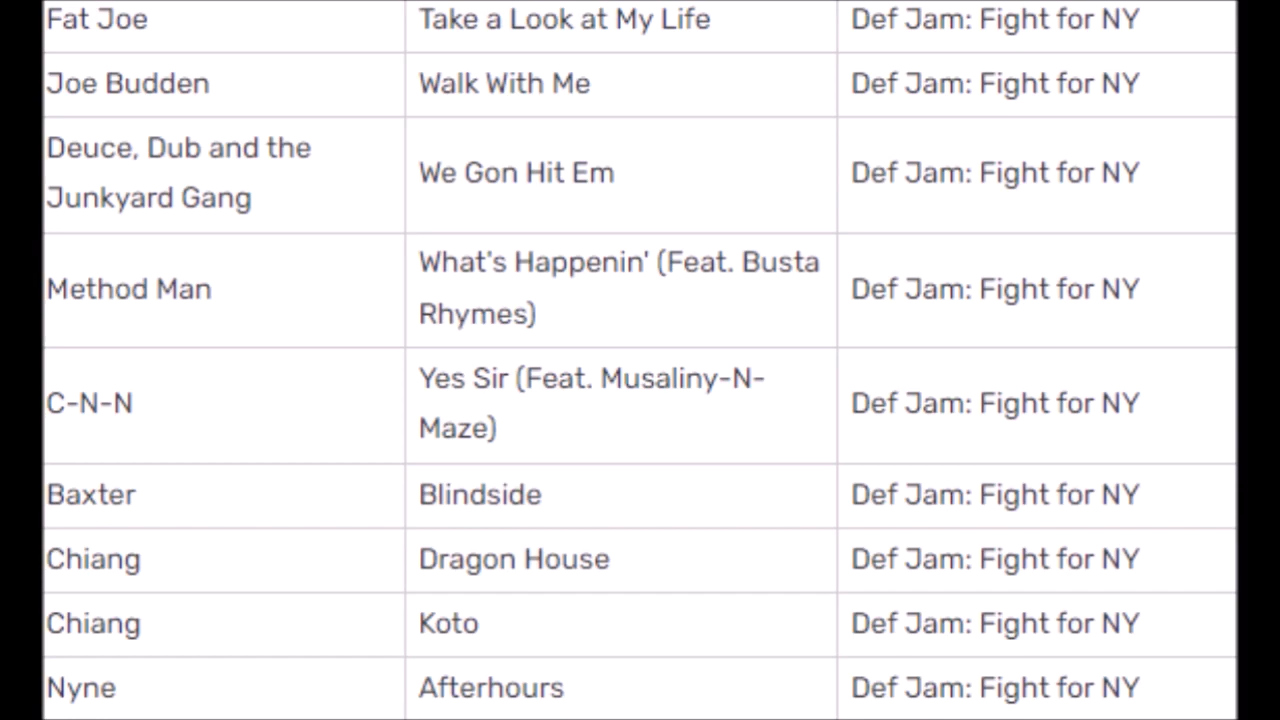 Fat Joe Take a Look at My Life Def Jam: Fight for NY
Joe Budden Walk With Me Def Jam: Fight for NY
Deuce, Dub and the
Junkyard Gang
We Gon Hit Em
Def Jam: Fight for NY
Method Man
What's Happenin' (Feat. Busta
Rhymes)
Def Jam: Fight for NY
C-N-N
Yes Sir (Feat. Musaliny-N-
Maze)
Def Jam: Fight for NY
Baxter Blindside Def Jam: Fight for NY
Chiang Dragon House Def Jam: Fight for NY
Chiang Koto Def Jam: Fight for NY
Nyne Afterhours Def Jam: Fight for NY